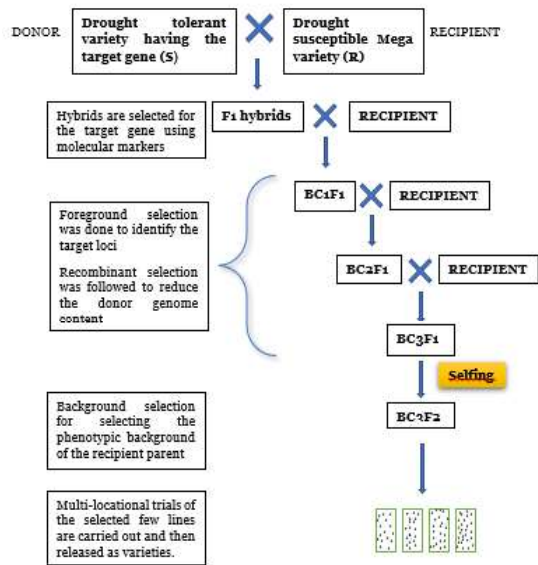 DONOR
Drought tolerant
variety having the
target gene (S)
Drought
susceptible Mega
variety (R)
RECIPIENT
Hybrids are selected for
the target gene using
molecular markers
F1 hybrids
RECIPIENT
BC1F1
RECIPIENT
Foreground selection
was done to identify the
target loci
Recombinant selection
was followed to reduce
the donor genome
content
BC2F1
RECIPIENT
BC3F1
Selfing
Background selection
for selecting the
phenotypic background
of the recipient parent
BC3F2
Multi-locational trials of
the selected few lines
are carried out and then
released as varieties.